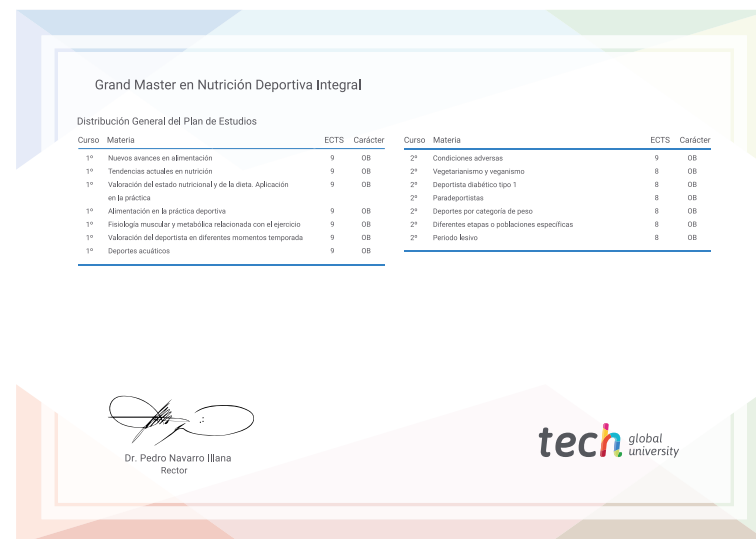 Grand Master en Nutrición Deportiva Integral
Distribución General del Plan de Estudios
Curso Materia ECTS Carácter
1º Nuevos avances en alimentación 9 OB
1º Tendencias actuales en nutrición 9 OB
1º Valoración del estado nutricional y de la dieta. Aplicación 9 OB
en la práctica
1º Alimentación en la práctica deportiva 9 OB
1º Fisiología muscular y metabólica relacionada con el ejercicio 9 OB
1º Valoración del deportista en diferentes momentos temporada 9 OB
1º Deportes acuáticos 9 OB
Curso Materia ECTS Carácter
2º Condiciones adversas 9 OB
2º Vegetarianismo y veganismo 8 OB
2º Deportista diabético tipo 1 8 OB
2º Paradeportistas 8 OB
2º Deportes por categoría de peso 8 OB
2º Diferentes etapas o poblaciones específicas 8 OB
2º Periodo lesivo 8 OB
Dr. Pedro Navarro Illana
Rector
tech global
university